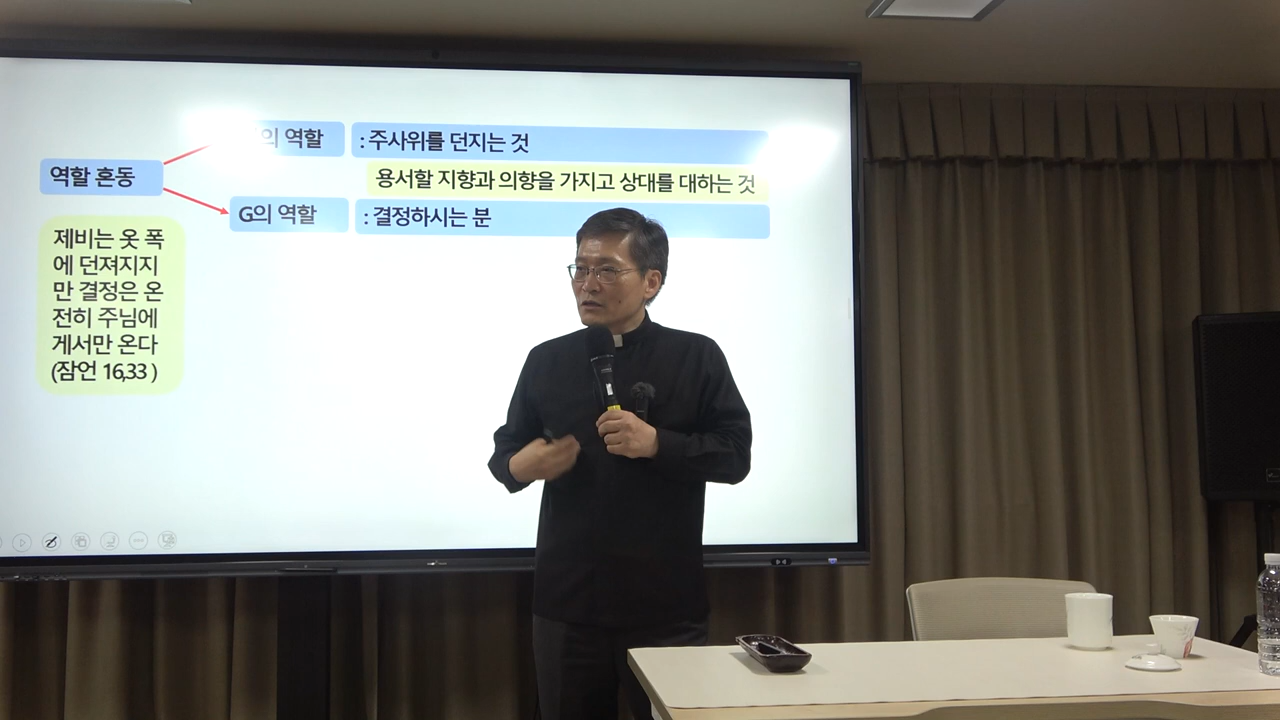 의 역할
: 주사위를 던지는 것
역할 혼동
용서할 지향과 의향을 가지고 상대를 대하는 것
G의 역할
: 결정하시는 분
제비는 옷 폭
에 던져지지
만 결정은 온
전히 주님에
게서만 온다
(잠언 16,33 )